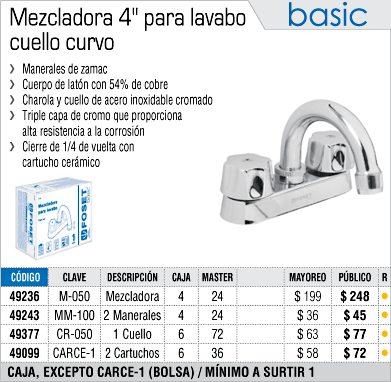 Mezcladora 4" para lavabo
cuello curvo
basic
Manerales de zamac
Cuerpo de latón con 54% de cobre
Charola y cuello de acero inoxidable cromado
Triple capa de cromo que proporciona
alta resistencia a la corrosión
Cierre de 1/4 de vuelta con
cartucho cerámico
Mezcladora
para lavabo
FOSET
CÓDIGO CLAVE DESCRIPCIÓN CAJA MASTER MAYOREO PÚBLICO R
49236 M-050 Mezcladora 4 24 $ 199 $ 248
49243 MM-100 2 Manerales 4 24 $ 36 $ 45
49377 CR-050 1 Cuello 6 72 $ 63 $ 77
49099 CARCE-1 2 Cartuchos 6 36 $ 58 $ 72
CAJA, EXCEPTO CARCE-1 (BOLSA) / MÍNIMO A SURTIR 1